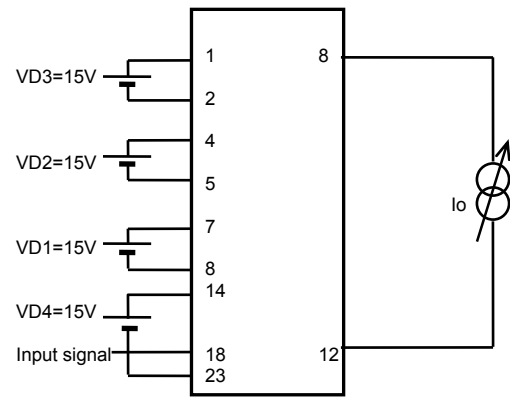 1 8
VD3=15V
2
4
VD2=15V
5
7
VD1=15V
8
14
VD4=15V
Input signal 18 12
23
Io